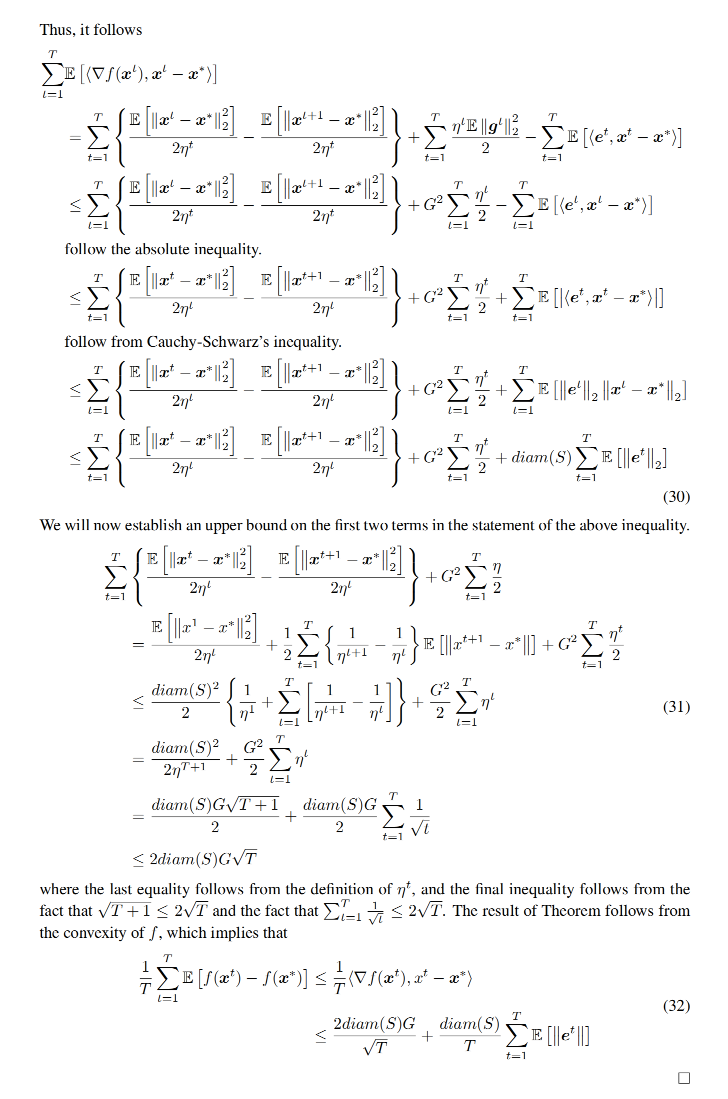 Thus, it follows
$\sum_{t=1}^{T} \mathbb{E}\left[\langle \nabla f(\boldsymbol{x}^t), \boldsymbol{x}^t - \boldsymbol{x}^* \rangle\right]$
$= \sum_{t=1}^{T} \left\{ \frac{\mathbb{E}\left[\|\boldsymbol{x}^t - \boldsymbol{x}^*\|_2^2\right]}{2\eta^t} - \frac{\mathbb{E}\left[\|\boldsymbol{x}^{t+1} - \boldsymbol{x}^*\|_2^2\right]}{2\eta^t} \right\} + \sum_{t=1}^{T} \frac{\eta^t \mathbb{E}\|\boldsymbol{g}^t\|_2^2}{2} - \sum_{t=1}^{T} \mathbb{E}\left[\langle \boldsymbol{e}^t, \boldsymbol{x}^t - \boldsymbol{x}^* \rangle\right]$
$\leq \sum_{t=1}^{T} \left\{ \frac{\mathbb{E}\left[\|\boldsymbol{x}^t - \boldsymbol{x}^*\|_2^2\right]}{2\eta^t} - \frac{\mathbb{E}\left[\|\boldsymbol{x}^{t+1} - \boldsymbol{x}^*\|_2^2\right]}{2\eta^t} \right\} + G^2 \sum_{t=1}^{T} \frac{\eta^t}{2} - \sum_{t=1}^{T} \mathbb{E}\left[\langle \boldsymbol{e}^t, \boldsymbol{x}^t - \boldsymbol{x}^* \rangle\right]$
follow the absolute inequality.
$\leq \sum_{t=1}^{T} \left\{ \frac{\mathbb{E}\left[\|\boldsymbol{x}^t - \boldsymbol{x}^*\|_2^2\right]}{2\eta^t} - \frac{\mathbb{E}\left[\|\boldsymbol{x}^{t+1} - \boldsymbol{x}^*\|_2^2\right]}{2\eta^t} \right\} + G^2 \sum_{t=1}^{T} \frac{\eta^t}{2} + \sum_{t=1}^{T} \mathbb{E}\left[|\langle \boldsymbol{e}^t, \boldsymbol{x}^t - \boldsymbol{x}^* \rangle|\right]$
follow from Cauchy-Schwarz's inequality.
$\leq \sum_{t=1}^{T} \left\{ \frac{\mathbb{E}\left[\|\boldsymbol{x}^t - \boldsymbol{x}^*\|_2^2\right]}{2\eta^t} - \frac{\mathbb{E}\left[\|\boldsymbol{x}^{t+1} - \boldsymbol{x}^*\|_2^2\right]}{2\eta^t} \right\} + G^2 \sum_{t=1}^{T} \frac{\eta^t}{2} + \sum_{t=1}^{T} \mathbb{E}\left[\|\boldsymbol{e}^t\|_2 \|\boldsymbol{x}^t - \boldsymbol{x}^*\|_2\right]$
$\leq \sum_{t=1}^{T} \left\{ \frac{\mathbb{E}\left[\|\boldsymbol{x}^t - \boldsymbol{x}^*\|_2^2\right]}{2\eta^t} - \frac{\mathbb{E}\left[\|\boldsymbol{x}^{t+1} - \boldsymbol{x}^*\|_2^2\right]}{2\eta^t} \right\} + G^2 \sum_{t=1}^{T} \frac{\eta^t}{2} + diam(S) \sum_{t=1}^{T} \mathbb{E}\left[\|\boldsymbol{e}^t\|_2\right]$
(30)
We will now establish an upper bound on the first two terms in the statement of the above inequality.
$\sum_{t=1}^{T} \left\{ \frac{\mathbb{E}\left[\|\boldsymbol{x}^t - \boldsymbol{x}^*\|_2^2\right]}{2\eta^t} - \frac{\mathbb{E}\left[\|\boldsymbol{x}^{t+1} - \boldsymbol{x}^*\|_2^2\right]}{2\eta^t} \right\} + G^2 \sum_{t=1}^{T} \frac{\eta}{2}$
$= \frac{\mathbb{E}\left[\|x^1 - x^*\|_2^2\right]}{2\eta^t} + \frac{1}{2} \sum_{t=1}^{T} \left\{ \frac{1}{\eta^{t+1}} - \frac{1}{\eta^t} \right\} \mathbb{E}\left[\|x^{t+1} - x^*\|\right] + G^2 \sum_{t=1}^{T} \frac{\eta^t}{2}$
$\leq \frac{diam(S)^2}{2} \left\{ \frac{1}{\eta^1} + \sum_{t=1}^{T} \left[ \frac{1}{\eta^{t+1}} - \frac{1}{\eta^t} \right] \right\} + \frac{G^2}{2} \sum_{t=1}^{T} \eta^t$ (31)
$= \frac{diam(S)^2}{2\eta^{T+1}} + \frac{G^2}{2} \sum_{t=1}^{T} \eta^t$
$= \frac{diam(S)G\sqrt{T+1}}{2} + \frac{diam(S)G}{2} \sum_{t=1}^{T} \frac{1}{\sqrt{t}}$
$\leq 2diam(S)G\sqrt{T}$
where the last equality follows from the definition of $\eta^t$, and the final inequality follows from the
fact that $\sqrt{T+1} \leq 2\sqrt{T}$ and the fact that $\sum_{t=1}^{T} \frac{1}{\sqrt{t}} \leq 2\sqrt{T}$. The result of Theorem follows from
the convexity of $f$, which implies that
$\frac{1}{T} \sum_{t=1}^{T} \mathbb{E}\left[f(\boldsymbol{x}^t) - f(\boldsymbol{x}^*)\right] \leq \frac{1}{T} \langle \nabla f(\boldsymbol{x}^t), x^t - \boldsymbol{x}^* \rangle$
(32)
$\leq \frac{2diam(S)G}{\sqrt{T}} + \frac{diam(S)}{T} \sum_{t=1}^{T} \mathbb{E}\left[\|\boldsymbol{e}^t\|\right]$
□